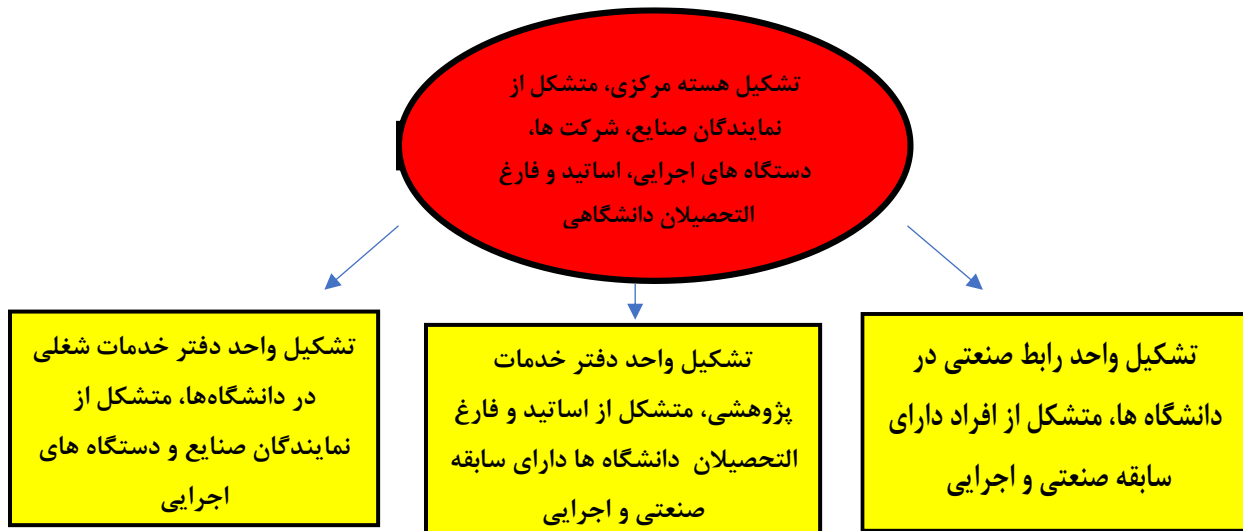 تشکیل هسته مرکزی، متشکل از
نمایندگان صنایع، شرکت ها،
دستگاه های اجرایی، اساتید و فارغ
التحصیلان دانشگاهی
تشکیل واحد رابط صنعتی در
دانشگاه ها، متشکل از افراد دارای
سابقه صنعتی و اجرایی
تشکیل واحد دفتر خدمات
پژوهشی، متشکل از اساتید و فارغ
التحصیلان دانشگاه ها دارای سابقه
صنعتی و اجرایی
تشکیل واحد دفتر خدمات شغلی
در دانشگاه‌ها، متشکل از
نمایندگان صنایع و دستگاه های
اجرایی